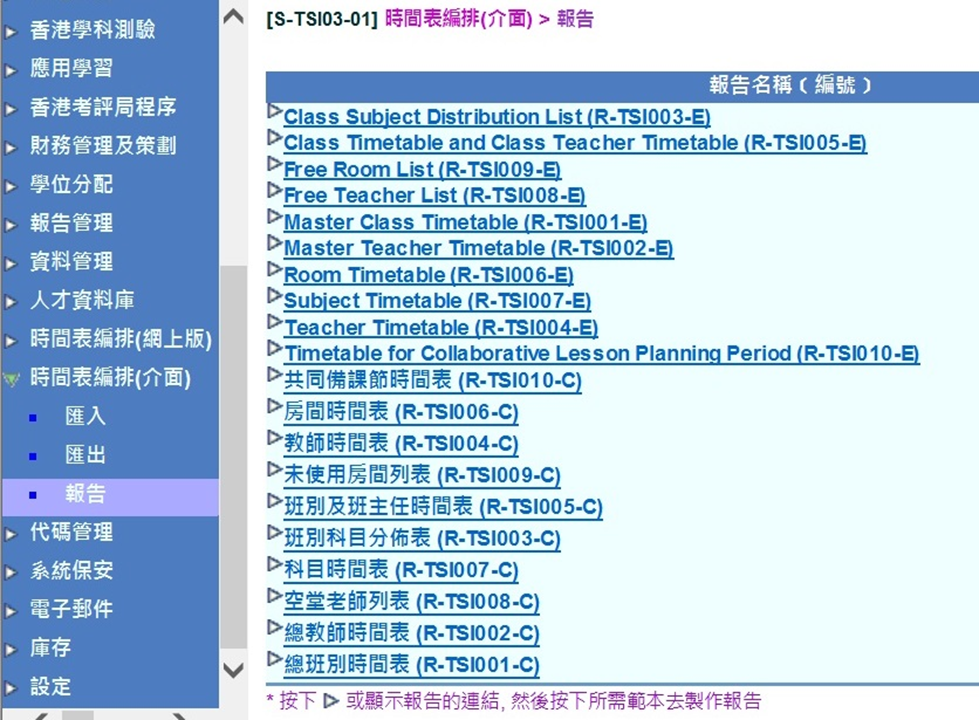 香港學科測驗
應用學習
香港考評局程序
財務管理及策劃
學位分配
報告管理
資料管理
人才資料庫
時間表編排(網上版)
時間表編排(介面)
匯入
匯出
報告
代碼管理
系統保安
電子郵件
庫存
設定
[S-TSI03-01] 時間表編排(介面) > 報告
報告名稱 ( 編號 )
Class Subject Distribution List (R-TSI003-E)
Class Timetable and Class Teacher Timetable (R-TSI005-E)
Free Room List (R-TSI009-E)
Free Teacher List (R-TSI008-E)
Master Class Timetable (R-TSI001-E)
Master Teacher Timetable (R-TSI002-E)
Room Timetable (R-TSI006-E)
Subject Timetable (R-TSI007-E)
Teacher Timetable (R-TSI004-E)
Timetable for Collaborative Lesson Planning Period (R-TSI010-E)
共同備課節時間表 (R-TSI010-C)
房間時間表 (R-TSI006-C)
教師時間表 (R-TSI004-C)
未使用房間列表 (R-TSI009-C)
班別及班主任時間表 (R-TSI005-C)
班別科目分佈表 (R-TSI003-C)
科目時間表 (R-TSI007-C)
空堂老師列表 (R-TSI008-C)
總教師時間表 (R-TSI002-C)
總班別時間表 (R-TSI001-C)
* 按下 ▷ 或顯示報告的連結, 然後按下所需範本去製作報告